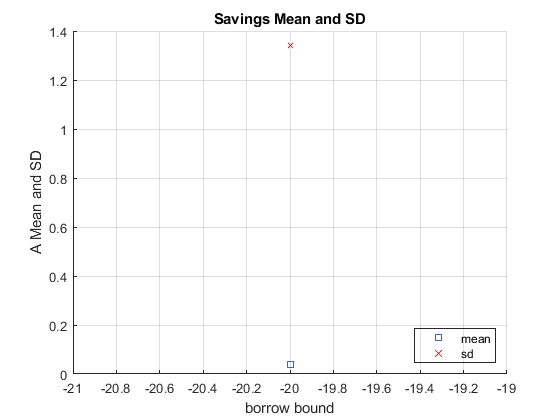 Savings Mean and SD
1.4
1.2
1
0.8
0.6
0.4
0.2
0
A Mean and SD
-21 -20.8 -20.6 -20.4 -20.2 -20 -19.8 -19.6 -19.4 -19.2 -19
borrow bound
mean
sd